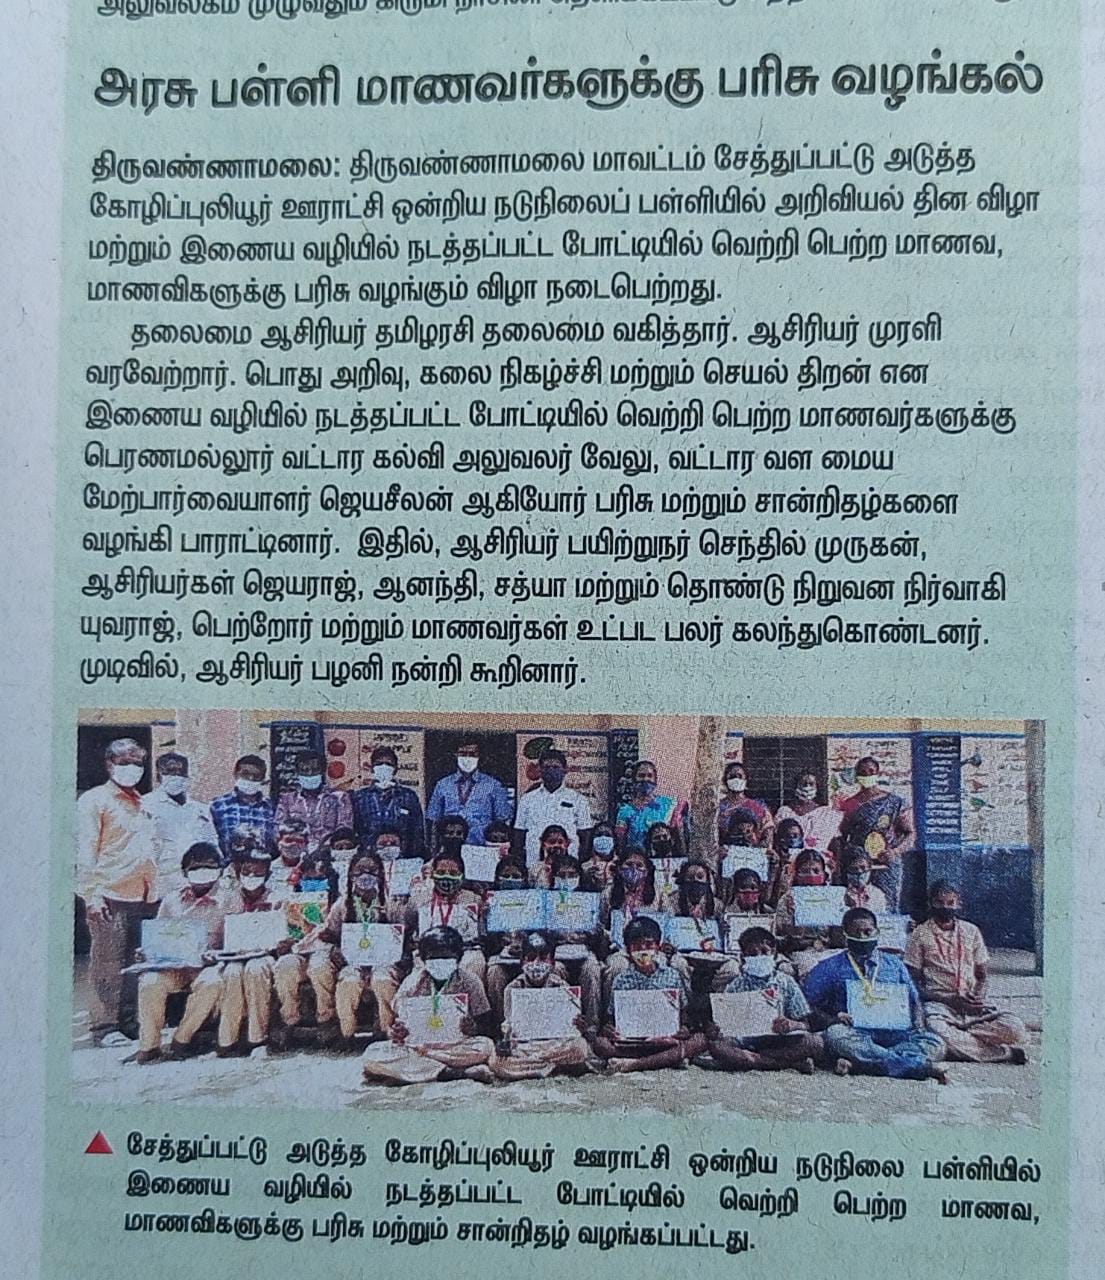 அலுவலகம் முழுவதும் கிருமி நாசினி
அரசு பள்ளி மாணவர்களுக்கு பரிசு வழங்கல்
திருவண்ணாமலை: திருவண்ணாமலை மாவட்டம் சேத்துப்பட்டு அடுத்த
கோழிப்புலியூர் ஊராட்சி ஒன்றிய நடுநிலைப் பள்ளியில் அறிவியல் தின விழா
மற்றும் இணைய வழியில் நடத்தப்பட்ட போட்டியில் வெற்றி பெற்ற மாணவ,
மாணவிகளுக்கு பரிசு வழங்கும் விழா நடைபெற்றது.
தலைமை ஆசிரியர் தமிழரசி தலைமை வகித்தார். ஆசிரியர் முரளி
வரவேற்றார். பொது அறிவு, கலை நிகழ்ச்சி மற்றும் செயல் திறன் என
இணைய வழியில் நடத்தப்பட்ட போட்டியில் வெற்றி பெற்ற மாணவர்களுக்கு
பெரணமல்லூர் வட்டார கல்வி அலுவலர் வேலு, வட்டார வள மைய
மேற்பார்வையாளர் ஜெயசீலன் ஆகியோர் பரிசு மற்றும் சான்றிதழ்களை
வழங்கி பாராட்டினார். இதில், ஆசிரியர் பயிற்றுநர் செந்தில் முருகன்,
ஆசிரியர்கள் ஜெயராஜ், ஆனந்தி, சத்யா மற்றும் தொண்டு நிறுவன நிர்வாகி
யுவராஜ், பெற்றோர் மற்றும் மாணவர்கள் உட்பட பலர் கலந்துகொண்டனர்.
முடிவில், ஆசிரியர் பழனி நன்றி கூறினார்.
சேத்துப்பட்டு அடுத்த கோழிப்புலியூர் ஊராட்சி ஒன்றிய நடுநிலை பள்ளியில்
இணைய வழியில் நடத்தப்பட்ட போட்டியில் வெற்றி பெற்ற மாணவ,
மாணவிகளுக்கு பரிசு மற்றும் சான்றிதழ் வழங்கப்பட்டது.